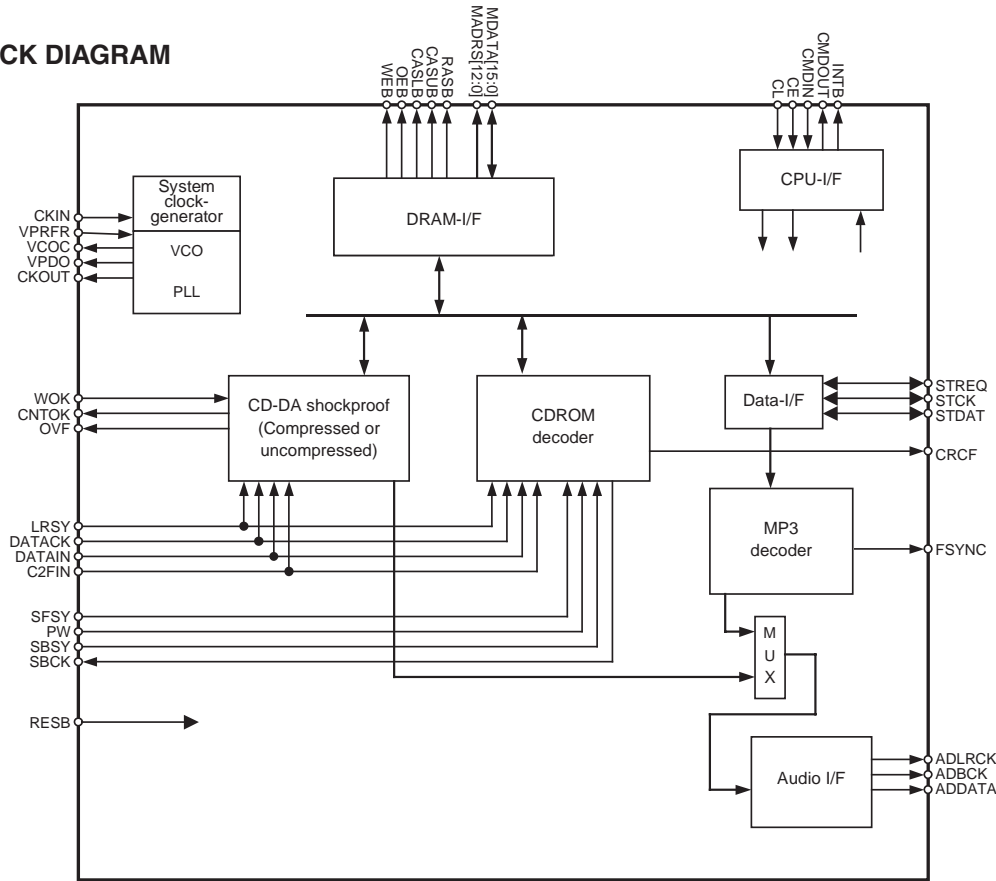 CK DIAGRAM
WEB
OEB
CASLB
CASUB
RASB
MADRS[12:0]
MDATA[15:0]
CL
CE
CMDIN
CMDOUT
INTB
System
clock-
generator
VCO
PLL
DRAM-I/F
CPU-I/F
CKIN
VPRFR
VCOC
VPDO
CKOUT
WOK
CNTOK
OVF
CD-DA shockproof
(Compressed or
uncompressed)
CDROM
decoder
Data-I/F
STREQ
STCK
STDAT
CRCF
LRSY
DATACK
DATAIN
C2FIN
MP3
decoder
FSYNC
SFSY
PW
SBSY
SBCK
M
U
X
RESB
Audio I/F
ADLRCK
ADBCK
ADDATA